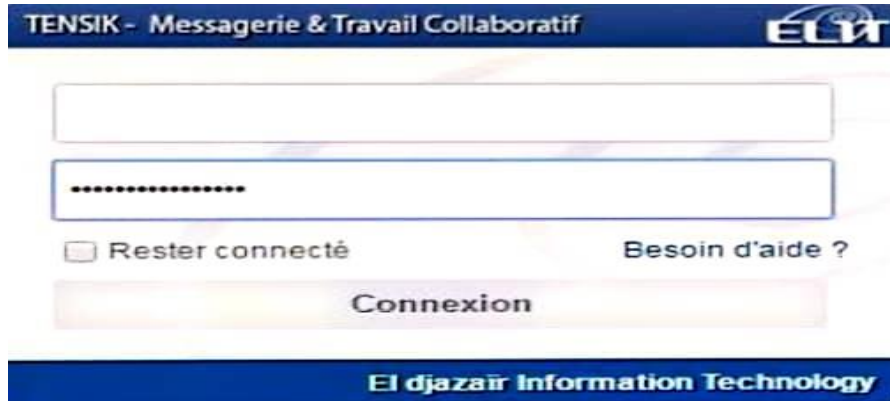 TENSIK - Messagerie & Travail Collaboratif
ELIT
••••••••••••••••
Rester connecté
Besoin d'aide ?
Connexion
El djazaïr Information Technology